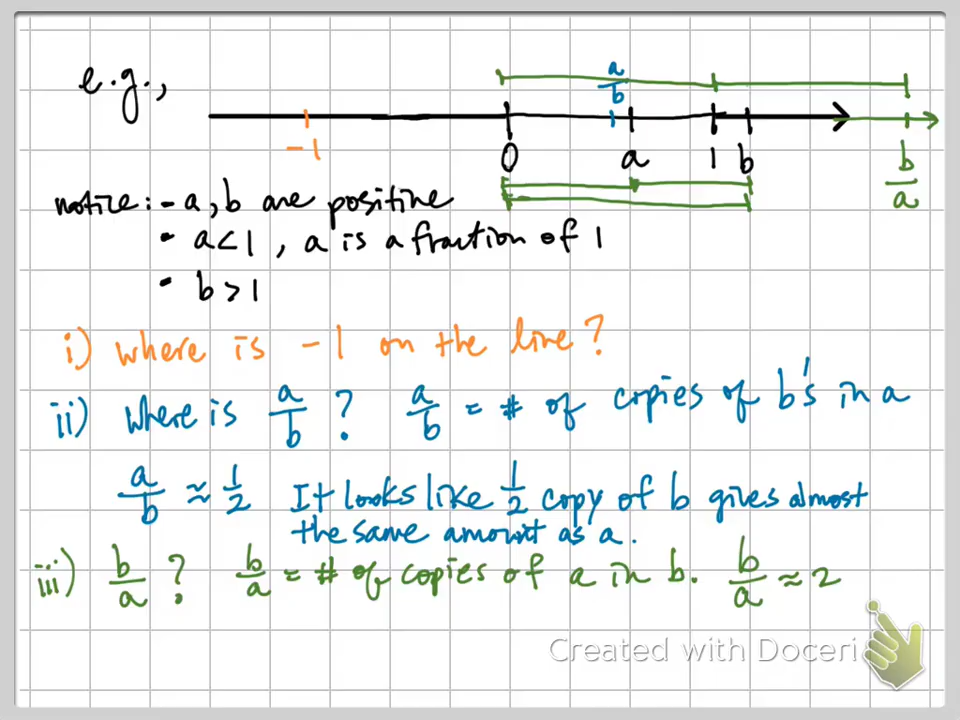 e.g.,
a/b
-1 0 a 1 b b/a
notice: - a, b are positive
- a < 1 , a is a fraction of 1
- b > 1
i) where is -1 on the line?
ii) where is a/b ? a/b = # of copies of b's in a
a/b ≈ 1/2 It looks like 1/2 copy of b gives almost
the same amount as a.
iii) b/a ? b/a = # of copies of a in b. b/a ≈ 2
Created with Doceri